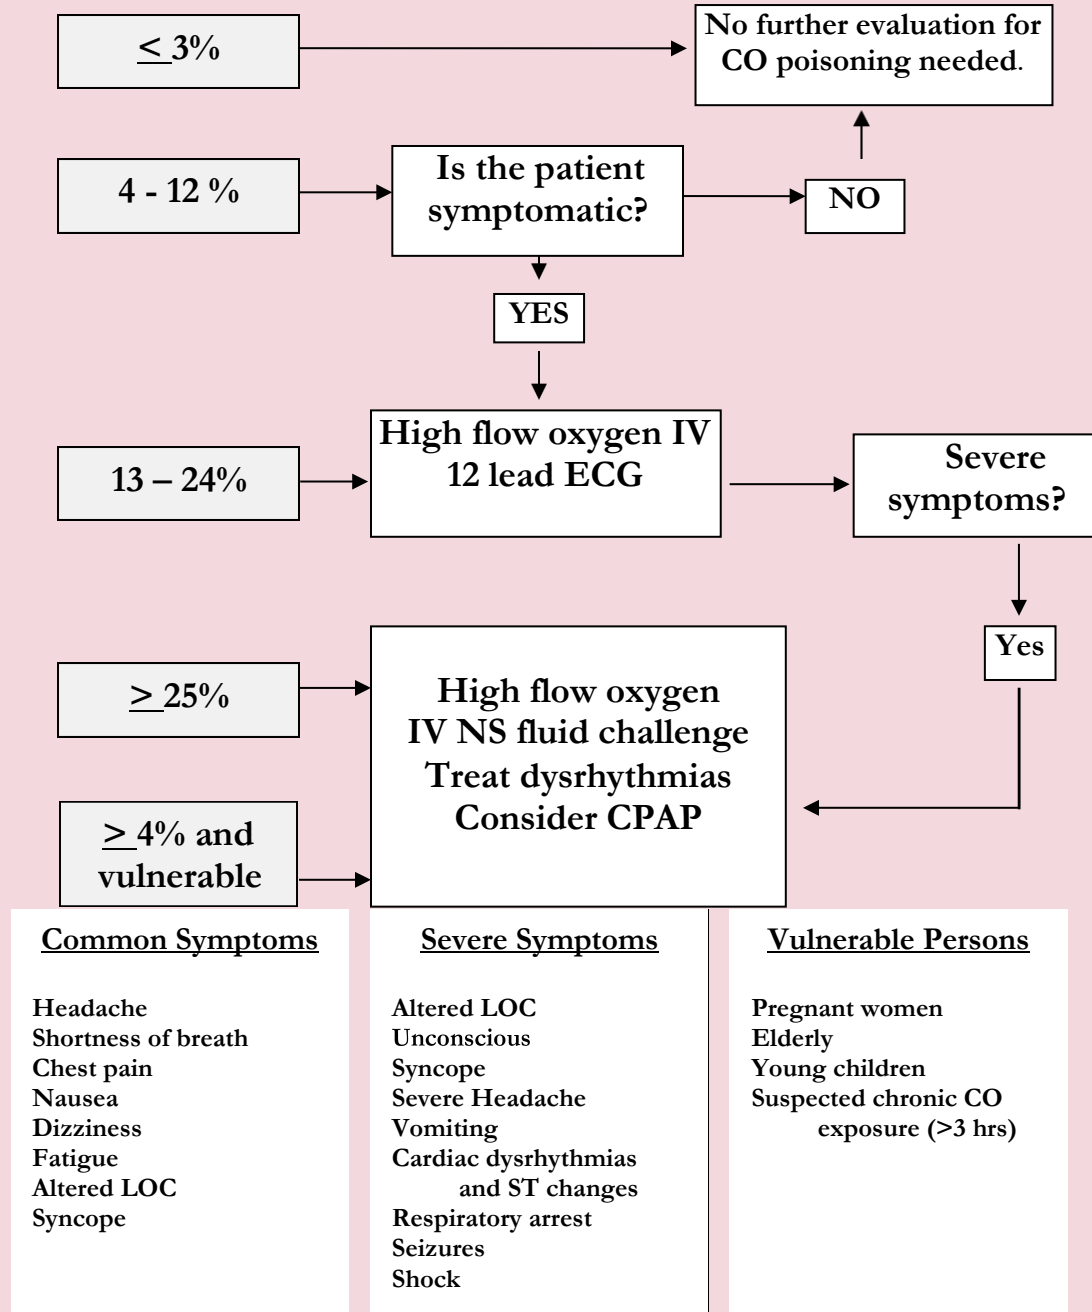 < 3%
No further evaluation for
CO poisoning needed.
4 - 12 %
Is the patient
symptomatic?
NO
YES
13 – 24%
High flow oxygen IV
12 lead ECG
Severe
symptoms?
Yes
> 25%
High flow oxygen
IV NS fluid challenge
Treat dysrhythmias
Consider CPAP
> 4% and
vulnerable
Common Symptoms
Headache
Shortness of breath
Chest pain
Nausea
Dizziness
Fatigue
Altered LOC
Syncope
Severe Symptoms
Altered LOC
Unconscious
Syncope
Severe Headache
Vomiting
Cardiac dysrhythmias
and ST changes
Respiratory arrest
Seizures
Shock
Vulnerable Persons
Pregnant women
Elderly
Young children
Suspected chronic CO
exposure (>3 hrs)